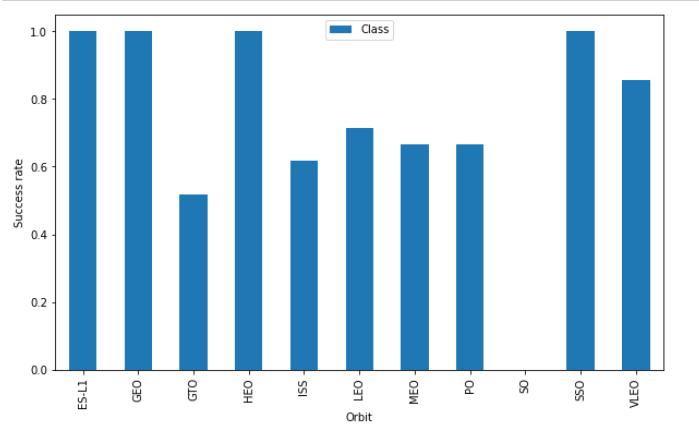 Class
Success rate
1.0
0.8
0.6
0.4
0.2
0.0
ES-L1
GEO
GTO
HEO
ISS
LEO
MEO
PO
SO
SSO
VLEO
Orbit